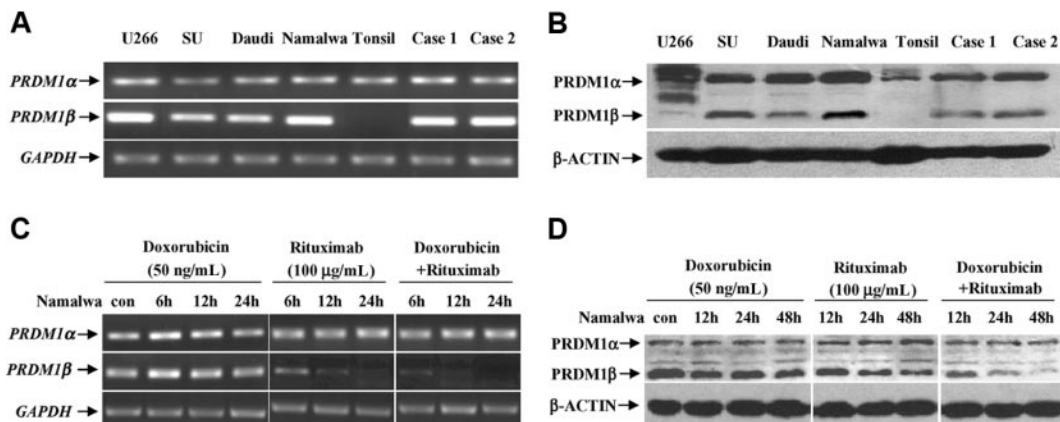 A
U266 SU Daudi Namalwa Tonsil Case 1 Case 2
PRDM1α
PRDM1β
GAPDH
B
U266 SU Daudi Namalwa Tonsil Case 1 Case 2
PRDM1α
PRDM1β
β-ACTIN
C
Doxorubicin (50 ng/mL)
Rituximab (100 μg/mL)
Doxorubicin +Rituximab
Namalwa con 6h 12h 24h 6h 12h 24h 6h 12h 24h
PRDM1α
PRDM1β
GAPDH
D
Doxorubicin (50 ng/mL)
Rituximab (100 μg/mL)
Doxorubicin +Rituximab
Namalwa con 12h 24h 48h 12h 24h 48h 12h 24h 48h
PRDM1α
PRDM1β
β-ACTIN